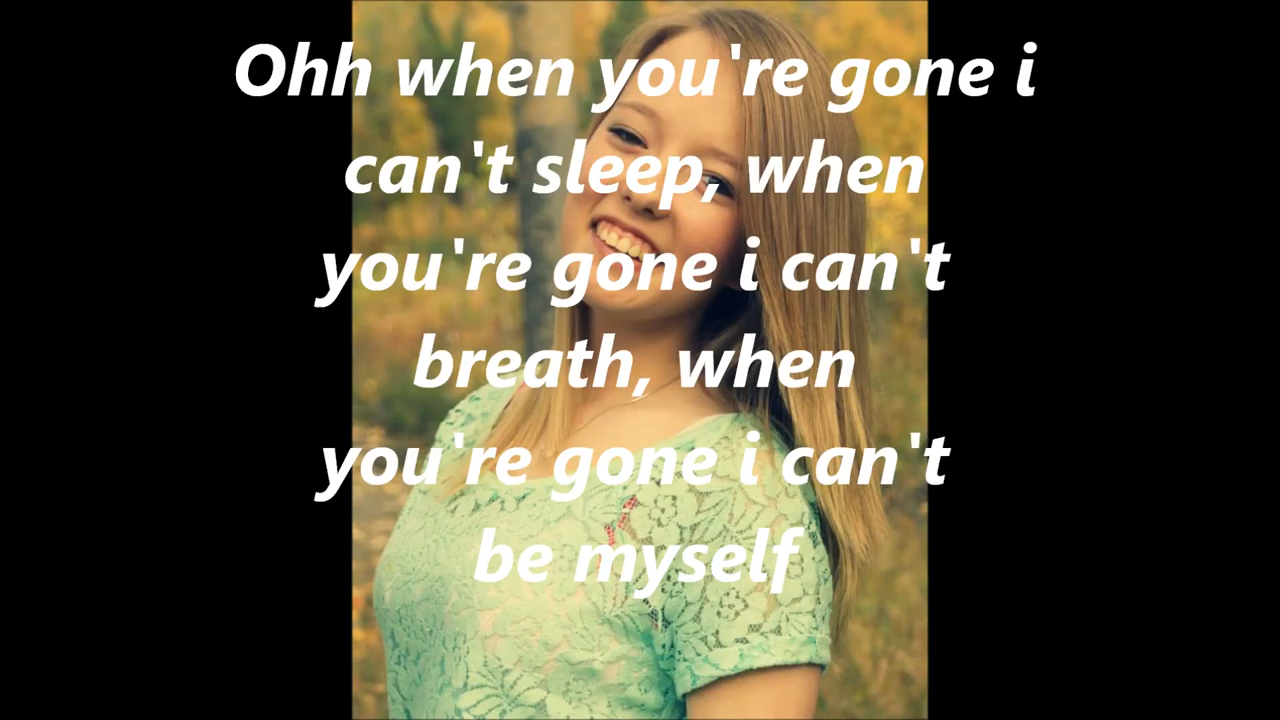 Ohh when you're gone i
can't sleep, when
you're gone i can't
breath, when
you're gone i can't
be myself